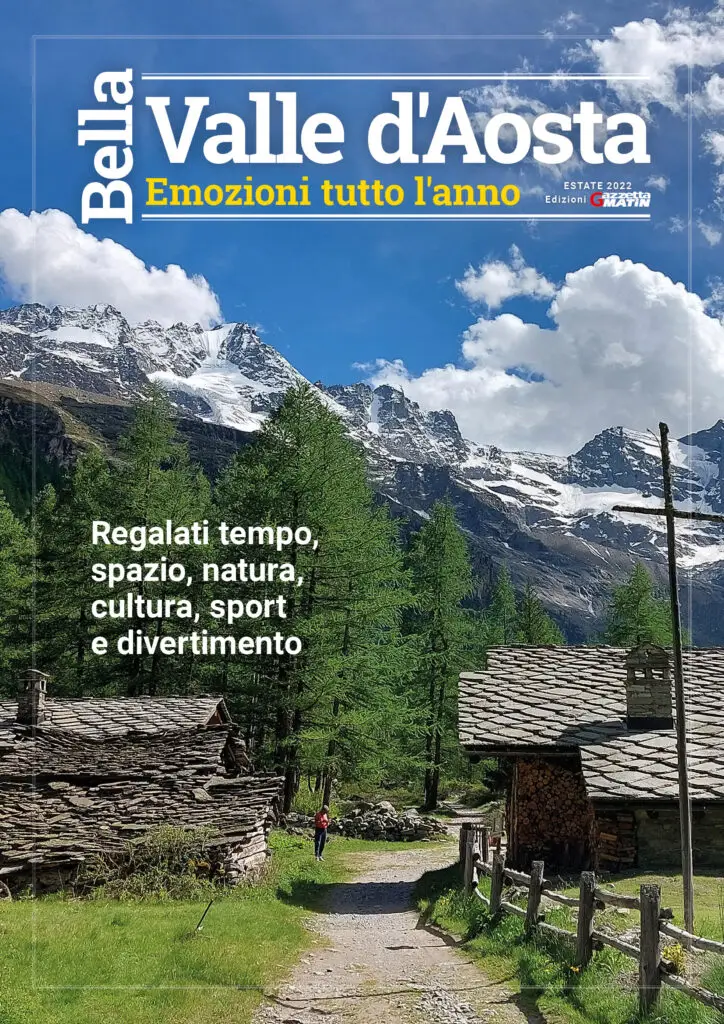 Bella
Valle d'Aosta
Emozioni tutto l'anno
ESTATE 2022
Edizioni Gazzetta
MATIN
Regalati tempo,
spazio, natura,
cultura, sport
e divertimento